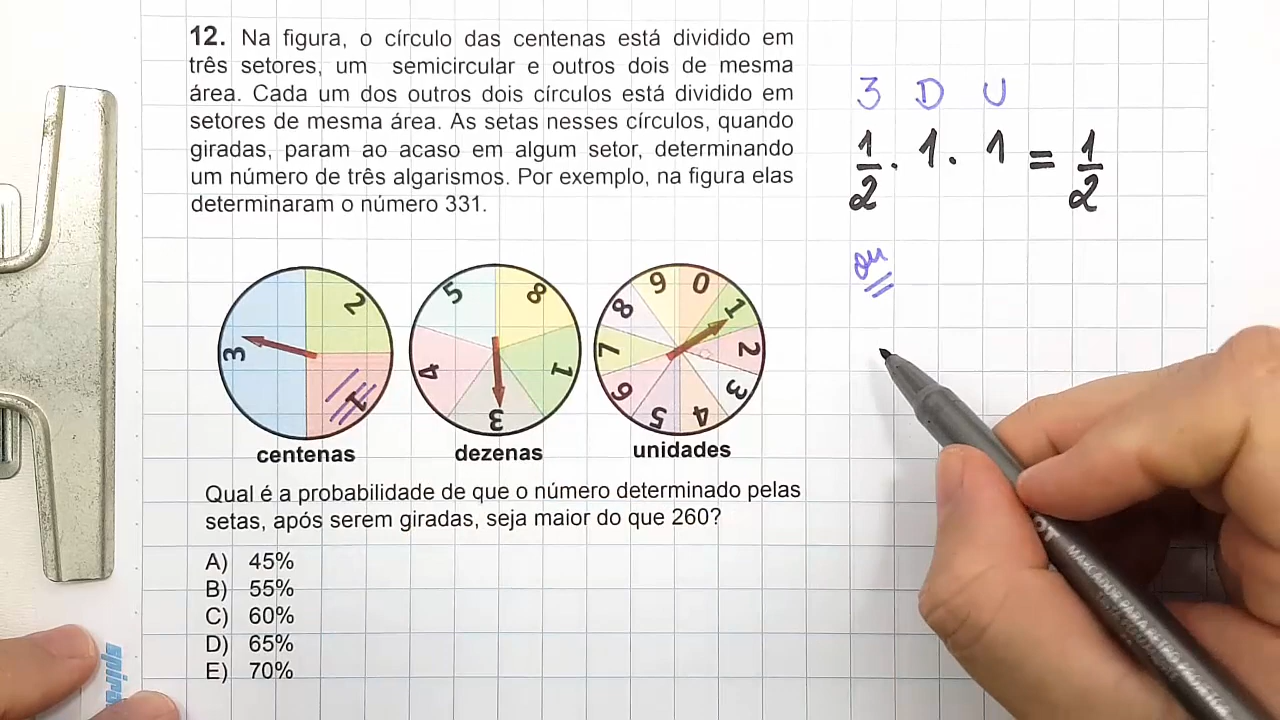 12. Na figura, o círculo das centenas está dividido em
três setores, um semicircular e outros dois de mesma
área. Cada um dos outros dois círculos está dividido em
setores de mesma área. As setas nesses círculos, quando
giradas, param ao acaso em algum setor, determinando
um número de três algarismos. Por exemplo, na figura elas
determinaram o número 331.
3 D U
1/2 . 1 . 1 = 1/2
ou
3 2 1
centenas
5 8 1 3 4
dezenas
9 0 1 2 3 4 5 6 7 8
unidades
Qual é a probabilidade de que o número determinado pelas
setas, após serem giradas, seja maior do que 260?
A) 45%
B) 55%
C) 60%
D) 65%
E) 70%